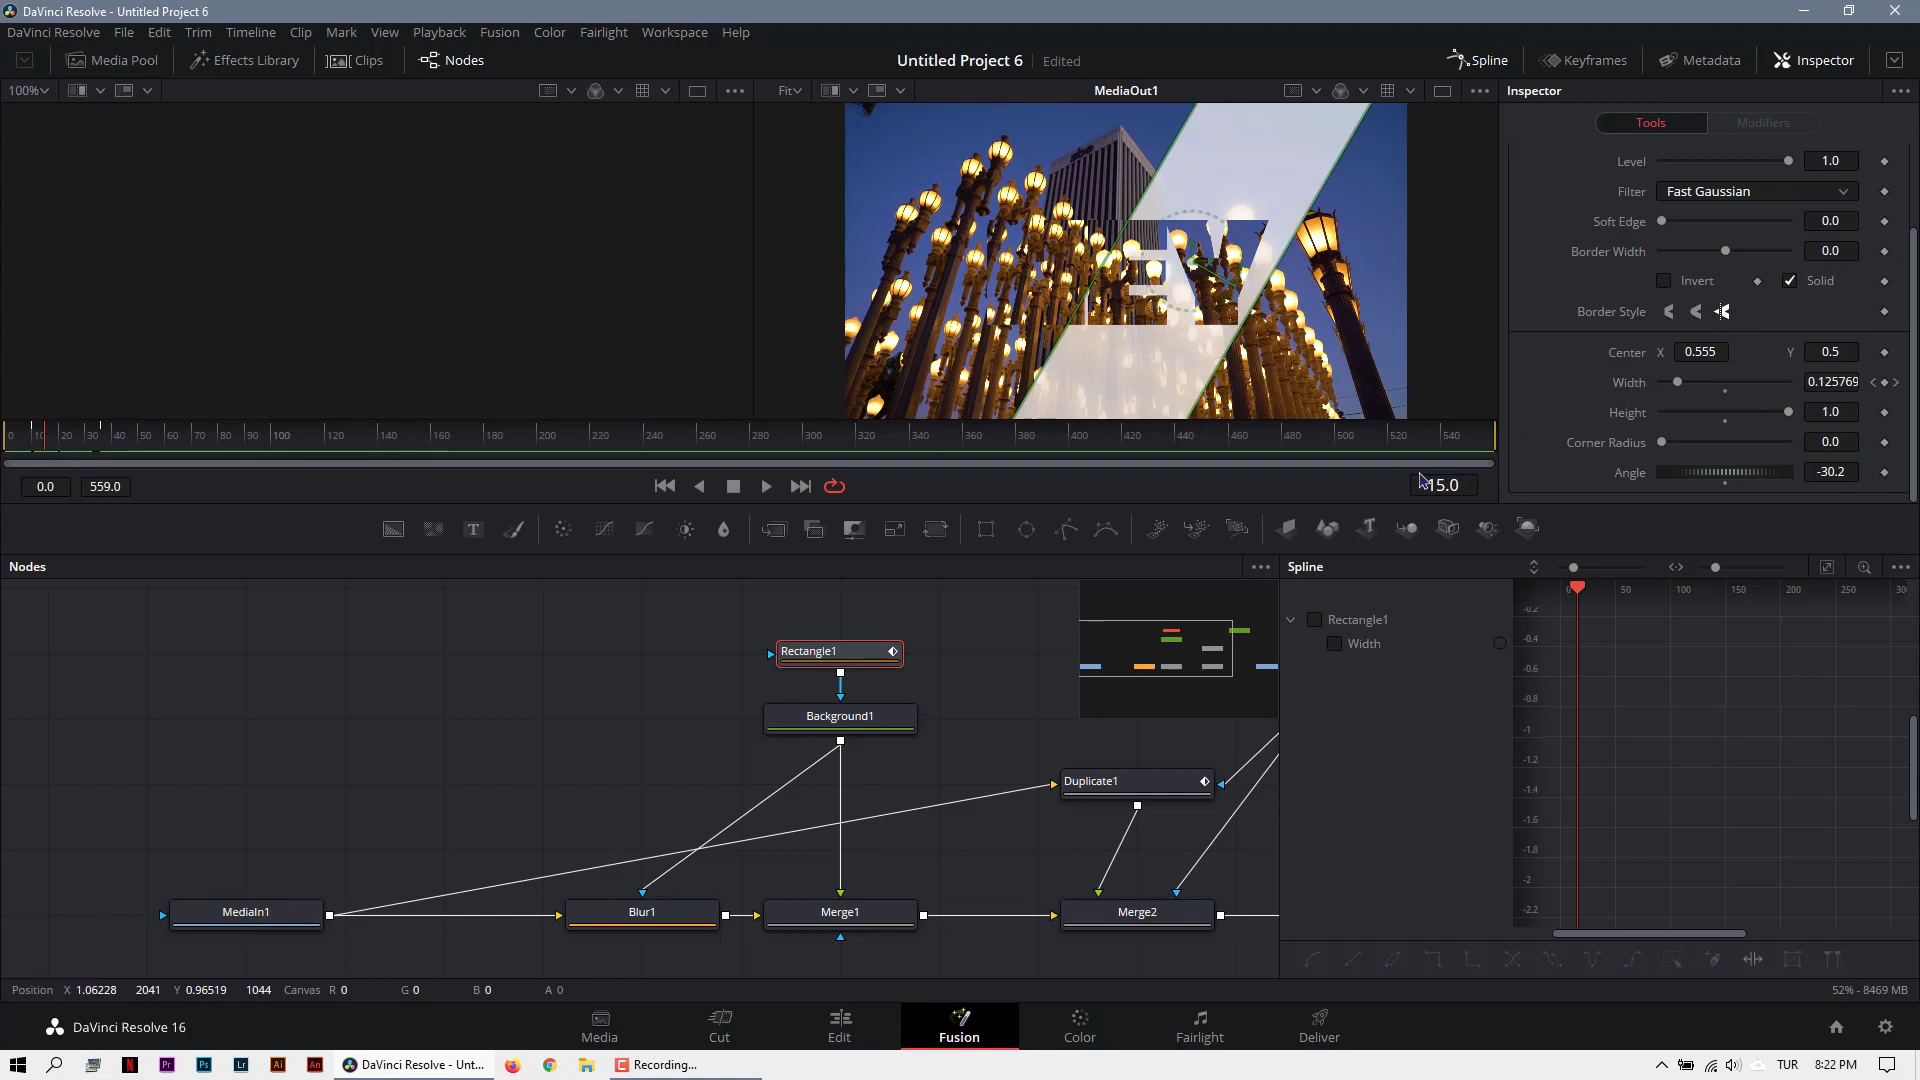 DaVinci Resolve - Untitled Project 6
DaVinci Resolve File Edit Trim Timeline Clip Mark View Playback Fusion Color Fairlight Workspace Help
Media Pool Effects Library Clips Nodes Untitled Project 6 Edited Spline Keyframes Metadata Inspector
100% Fit MediaOut1 Inspector
Tools Modifiers
Level 1.0
Filter Fast Gaussian
Soft Edge 0.0
Border Width 0.0
Invert Solid
Border Style
Center X 0.555 Y 0.5
Width 0.125769
Height 1.0
Corner Radius 0.0
Angle -30.2
EV
0 10 20 30 40 50 60 70 80 90 100 120 140 160 180 200 220 240 260 280 300 320 340 360 380 400 420 440 460 480 500 520 540
0.0 559.0 15.0
Nodes Spline
0 50 100 150 200 250 30
Rectangle1
Width
-0.2
-0.4
-0.6
-0.8
-1
-1.2
-1.4
-1.6
-1.8
-2
-2.2
Rectangle1
Background1
Duplicate1
MediaIn1 Blur1 Merge1 Merge2
Position X 1.06228 2041 Y 0.96519 1044 Canvas R 0 G 0 B 0 A 0 52% - 8469 MB
DaVinci Resolve 16 Media Cut Edit Fusion Color Fairlight Deliver
N Pr Ps Lr Ai An DaVinci Resolve - Unt... C Recording... TUR 8:22 PM